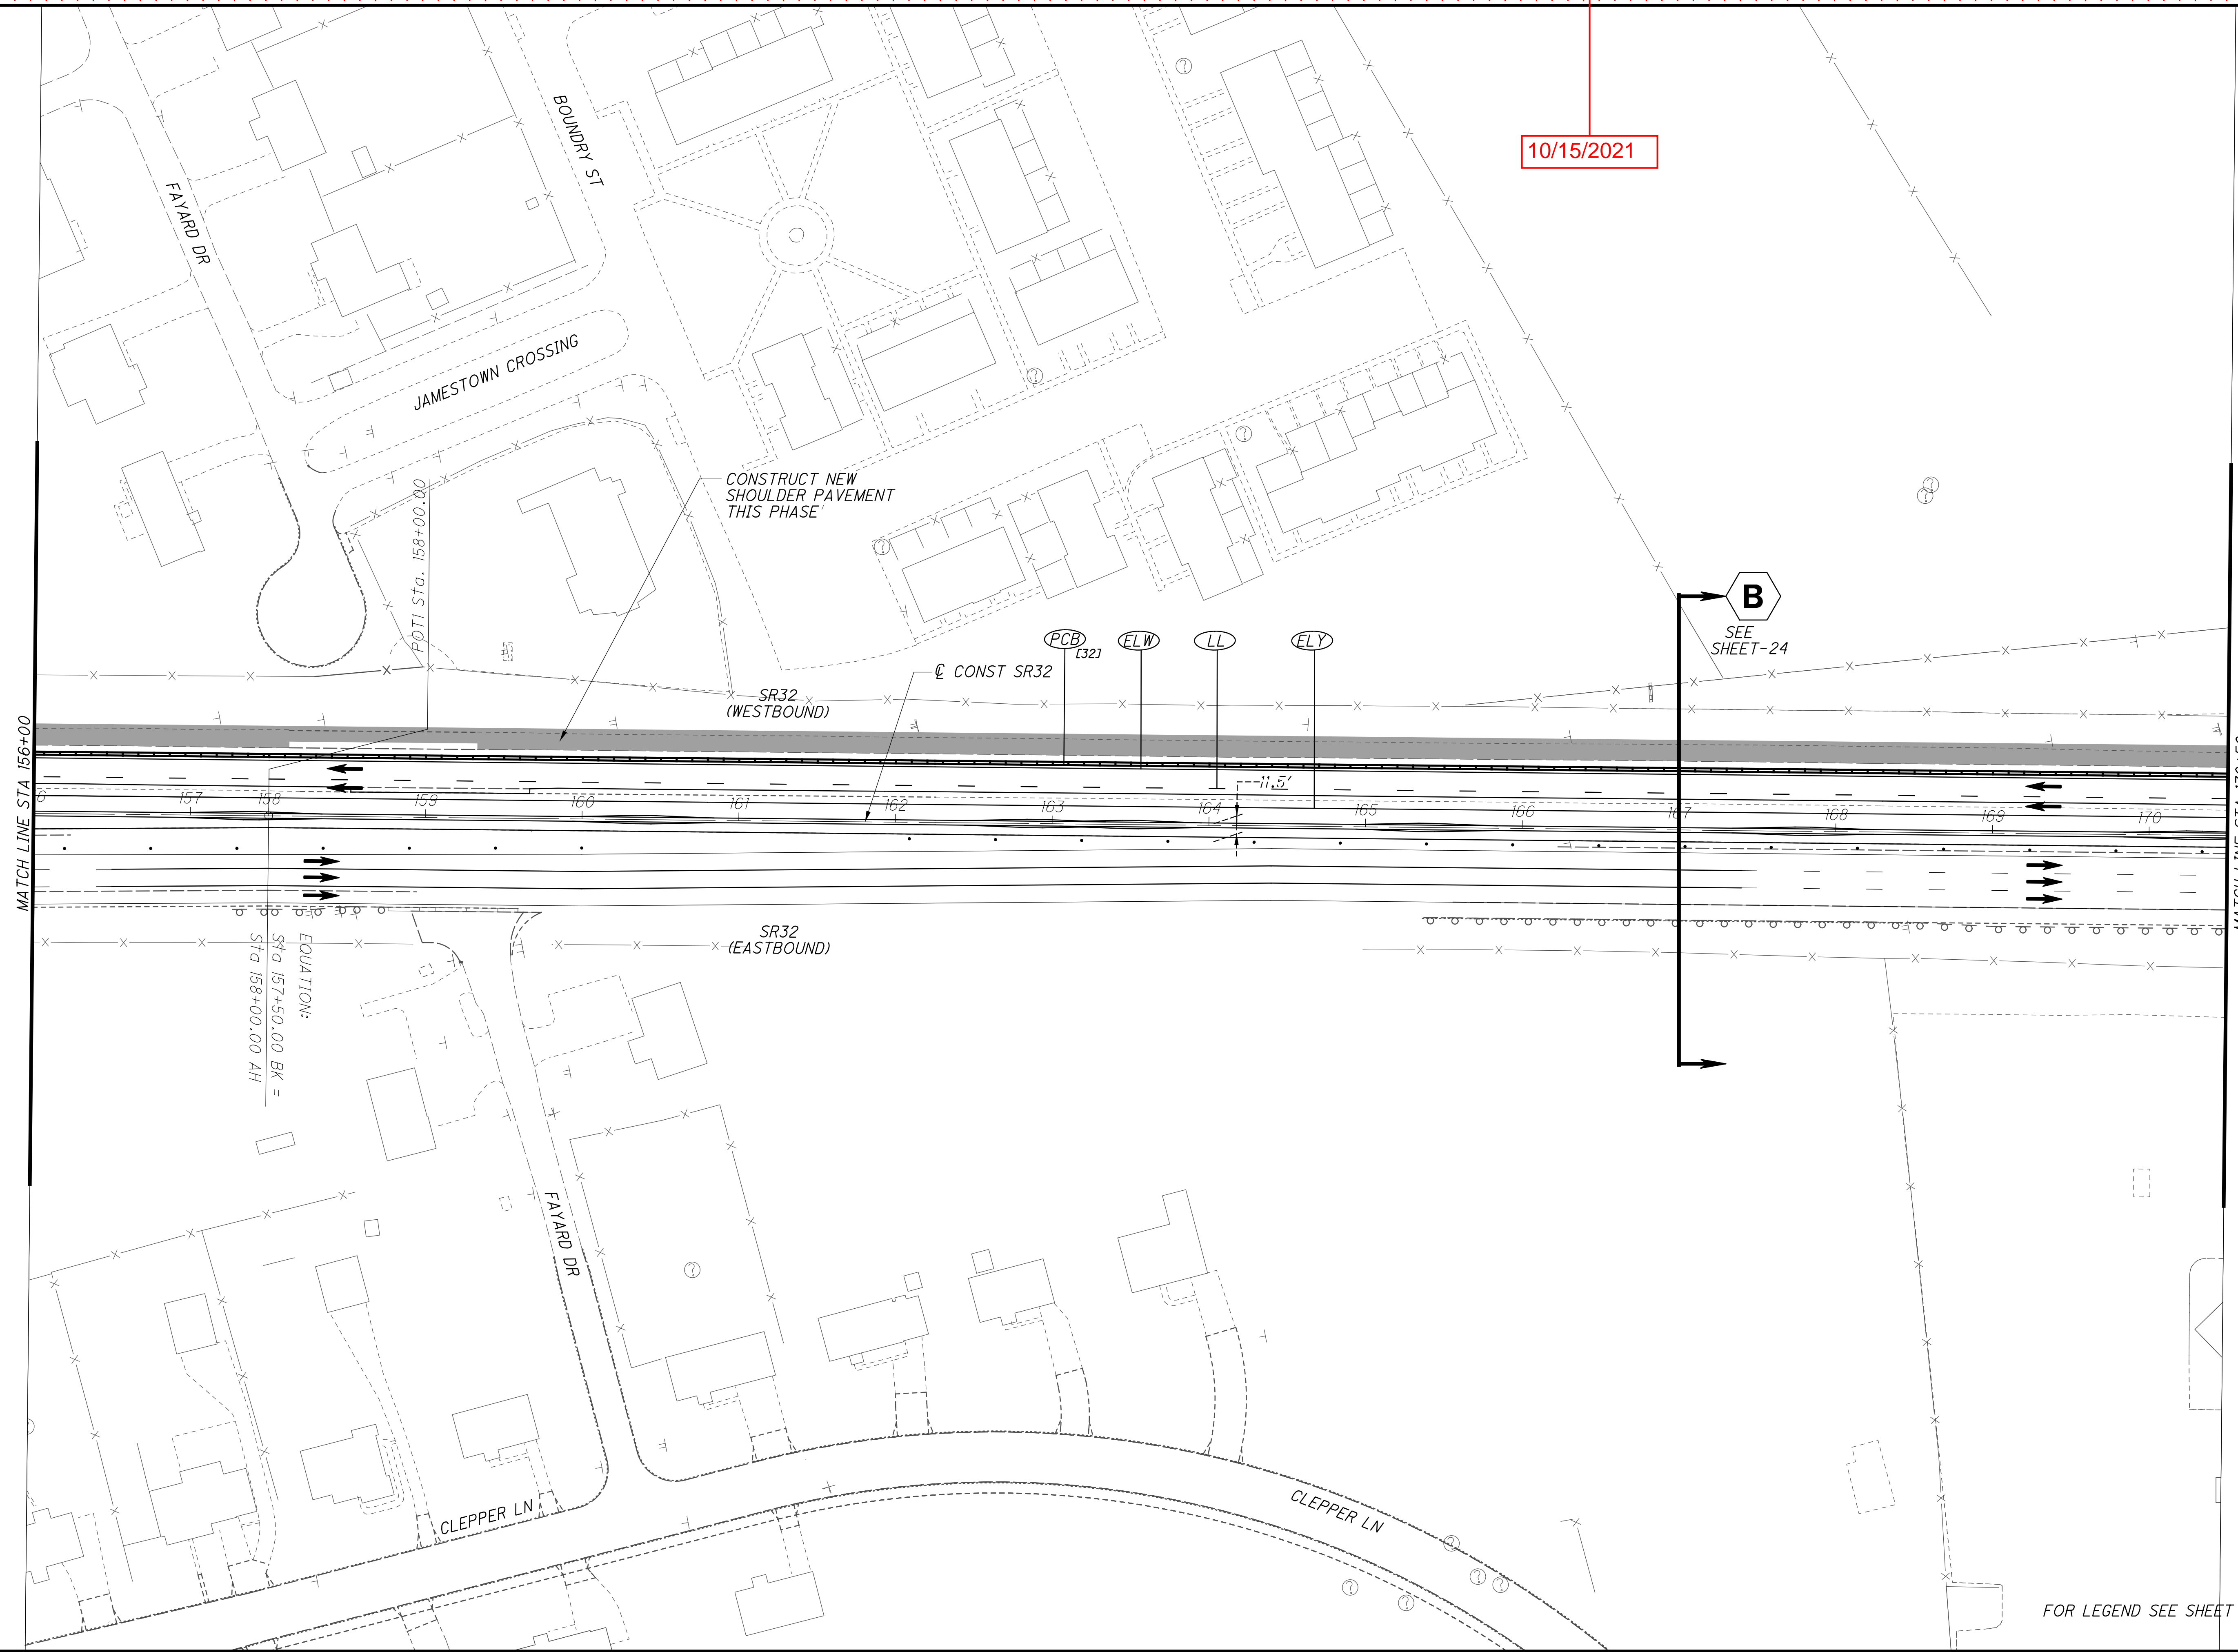 10/15/2021
BOUNDRY ST
FAYARD DR
JAMESTOWN CROSSING
CONSTRUCT NEW
SHOULDER PAVEMENT
THIS PHASE
POT1 Sta. 158+00.00
B
SEE
SHEET-24
PCB
[32]
ELW
LL
ELY
℄ CONST SR32
SR32
(WESTBOUND)
MATCH LINE STA 156+00
11.5'
6
157
158
159
160
161
162
163
164
165
166
167
168
169
170
SR32
(EASTBOUND)
EQUATION:
Sta 157+50.00 BK =
Sta 158+00.00 AH
FAYARD DR
CLEPPER LN
CLEPPER LN
FOR LEGEND SEE SHEET